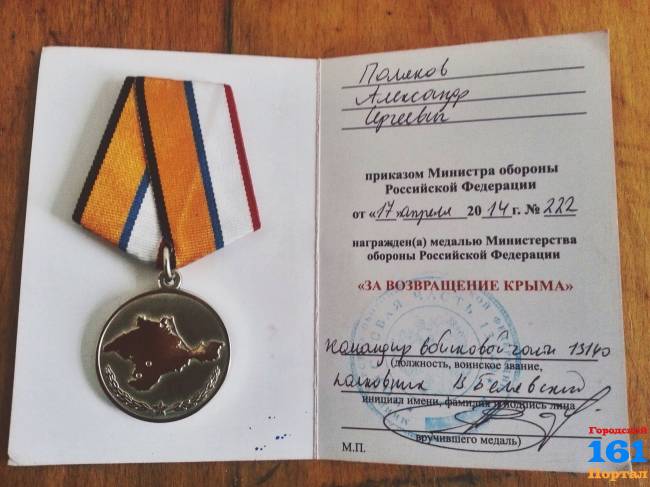 Поляков
Александр
Сергеевич
приказом Министра обороны
Российской Федерации
от «17» апреля 2014 г. № 222
награжден(а) медалью Министерства
обороны Российской Федерации
«ЗА ВОЗВРАЩЕНИЕ КРЫМА»
командир войсковой части 13140
(должность, воинское звание,
полковник В Белявский
инициал имени, фамилия и подпись лица
вручившего медаль)
М.П.
Городской
161
Портал